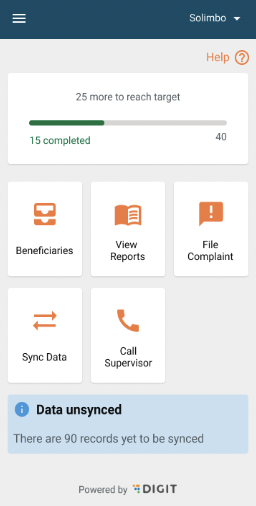 Solimbo
Help
25 more to reach target
15 completed
40
Beneficiaries
View
Reports
File
Complaint
Sync Data
Call
Supervisor
Data unsynced
There are 90 records yet to be synced
Powered by DIGIT